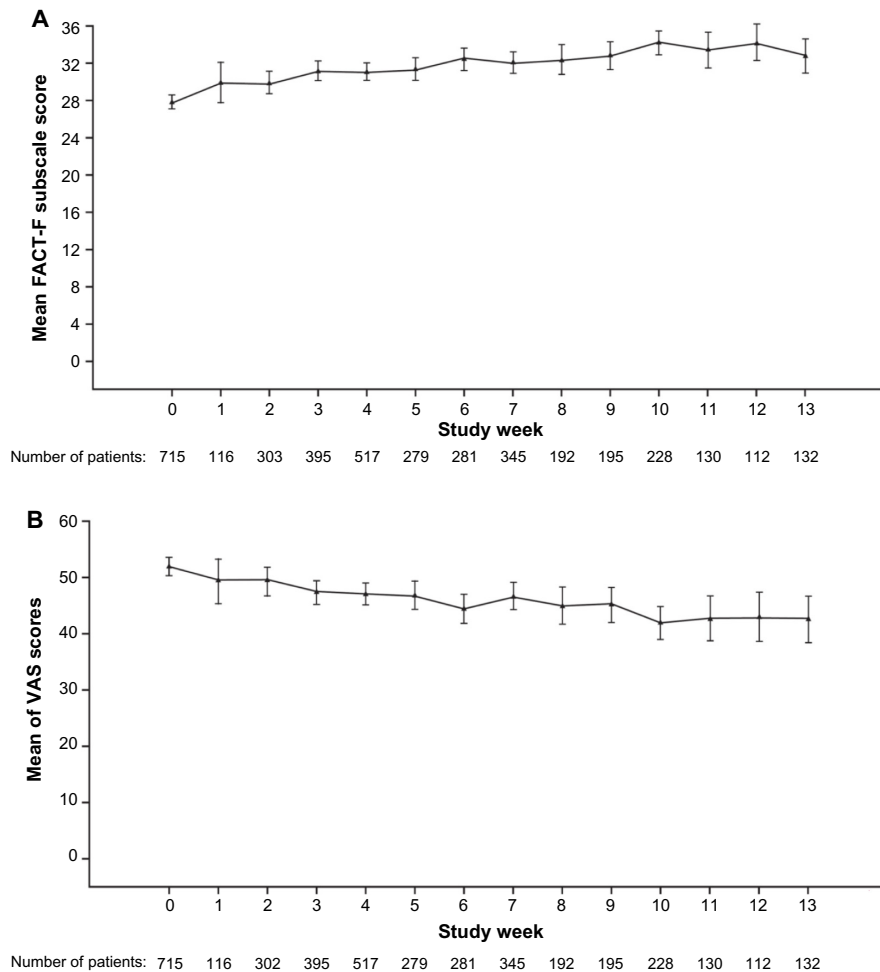 A
Mean FACT-F subscale score
36
32
28
24
20
16
12
8
4
0
0 1 2 3 4 5 6 7 8 9 10 11 12 13
Study week
Number of patients: 715 116 303 395 517 279 281 345 192 195 228 130 112 132
B
Mean of VAS scores
60
50
40
30
20
10
0
0 1 2 3 4 5 6 7 8 9 10 11 12 13
Study week
Number of patients: 715 116 302 395 517 279 281 345 192 195 228 130 112 132